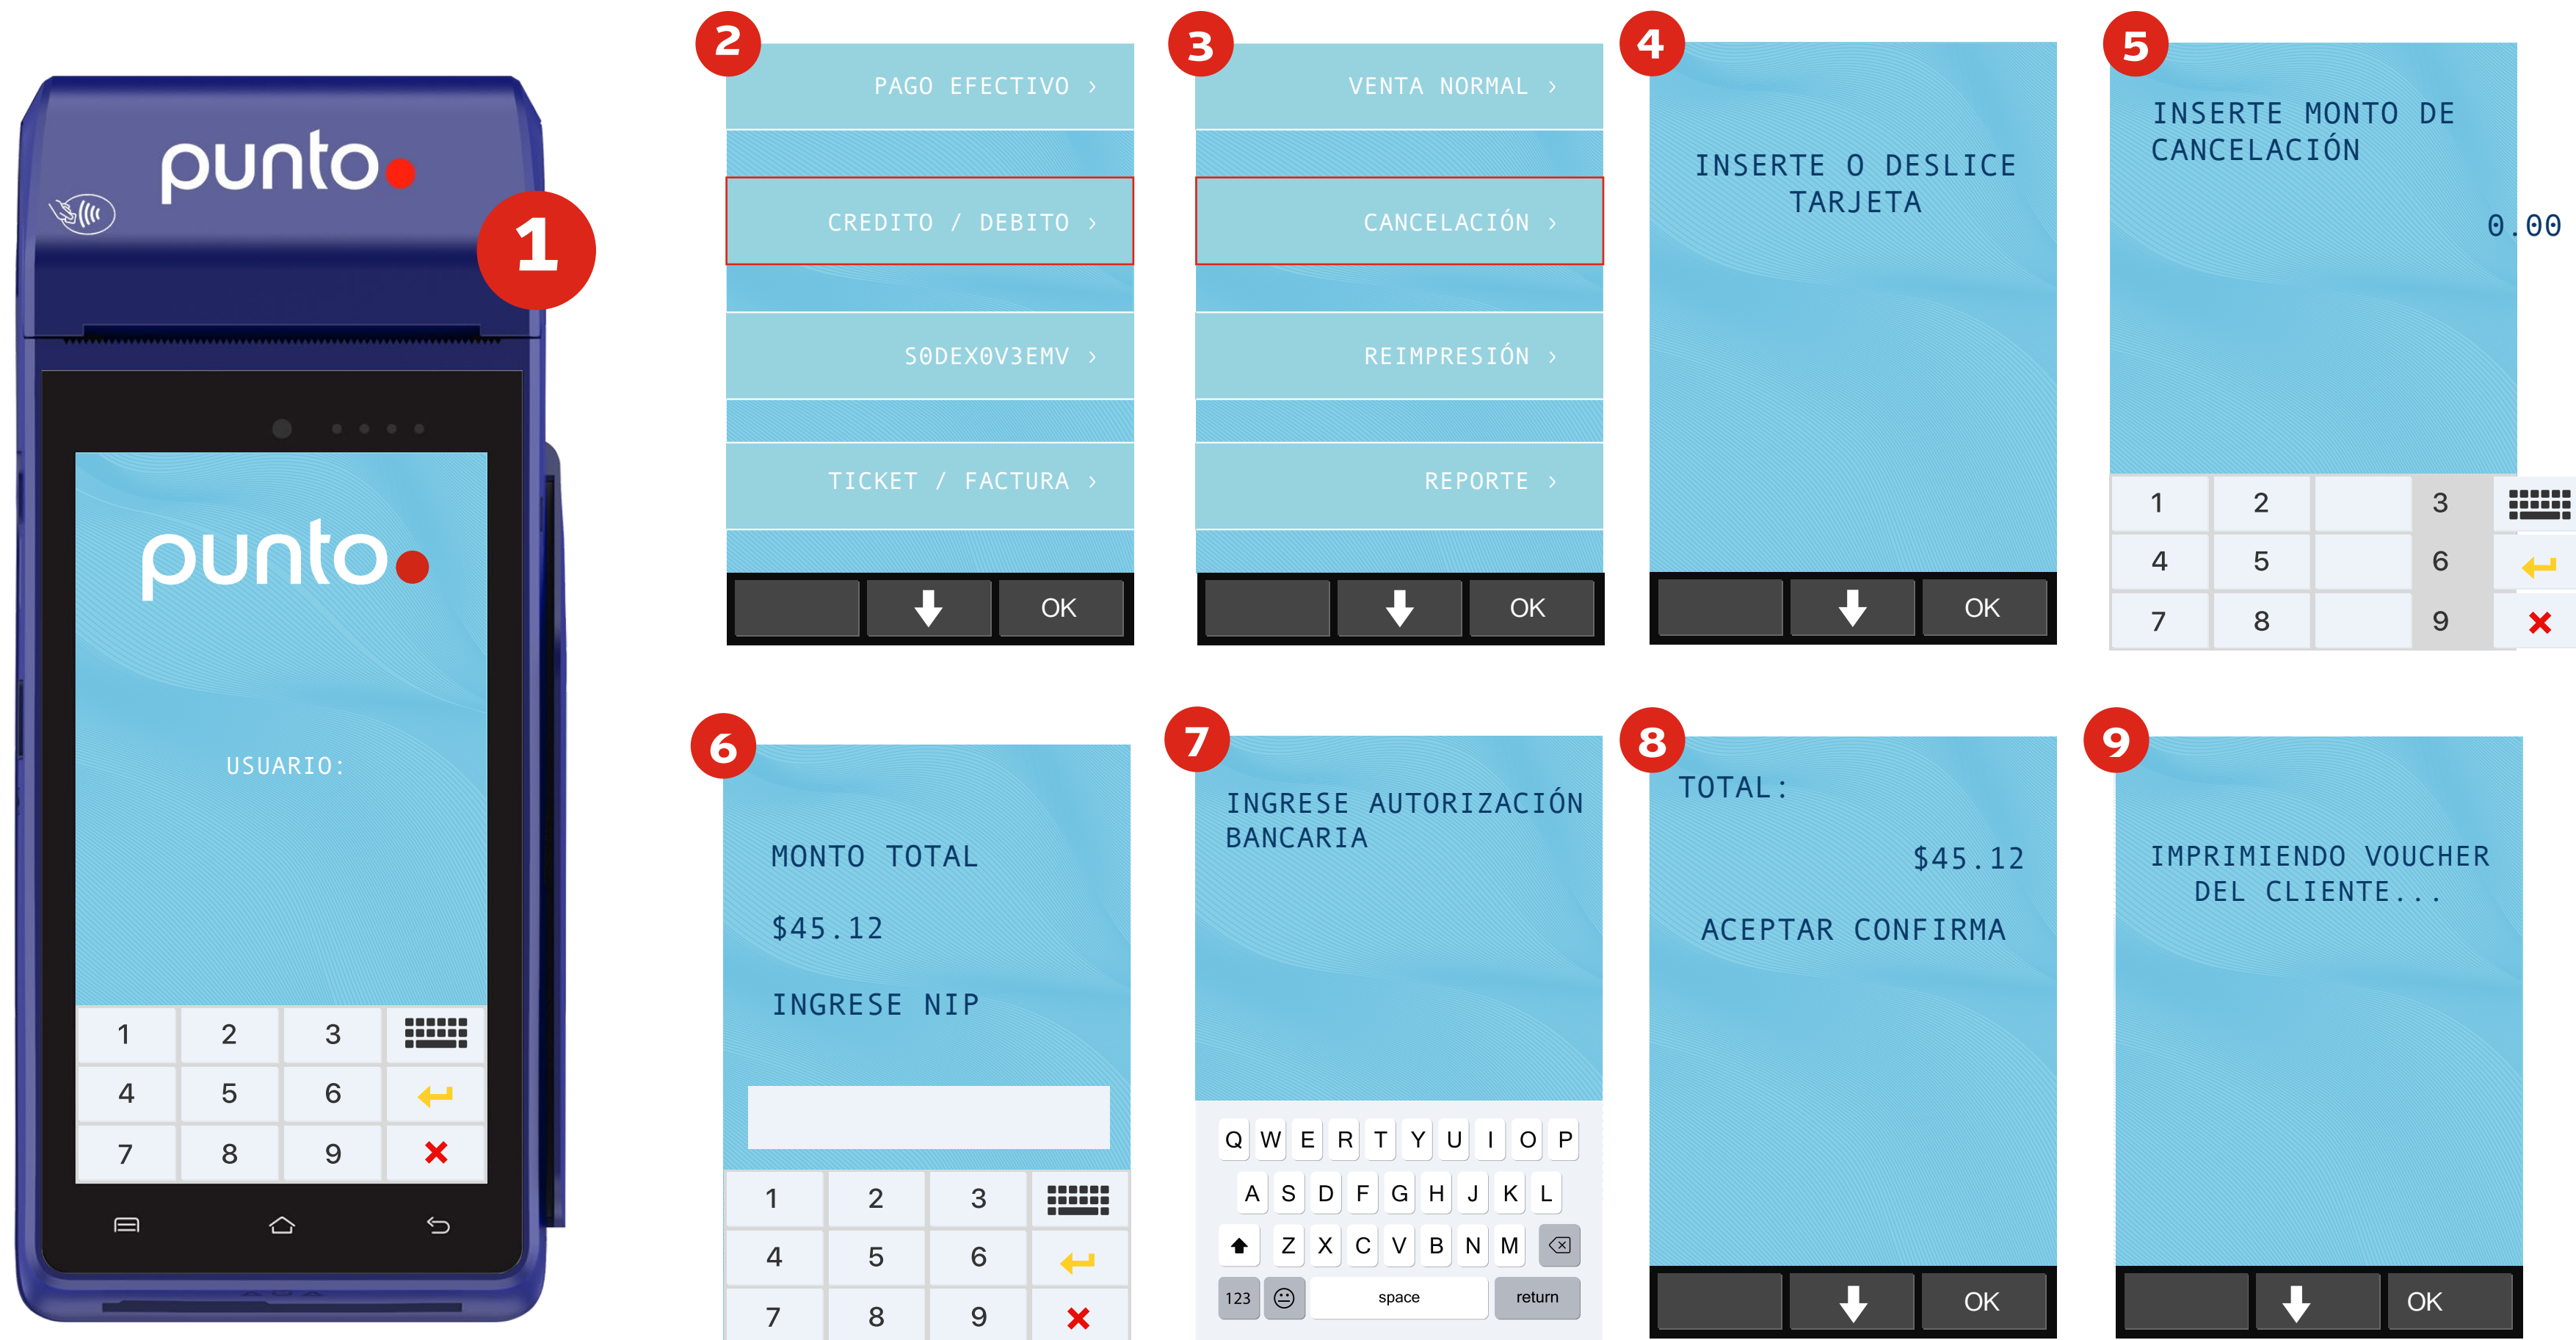 punto
1
punto
USUARIO:
1 2 3
4 5 6
7 8 9
2
PAGO EFECTIVO >
CREDITO / DEBITO >
S0DEX0V3EMV >
TICKET / FACTURA >
OK
3
VENTA NORMAL >
CANCELACIÓN >
REIMPRESIÓN >
REPORTE >
OK
4
INSERTE O DESLICE
TARJETA
OK
5
INSERTE MONTO DE
CANCELACIÓN
0.00
1 2 3
4 5 6
7 8 9
6
MONTO TOTAL
$45.12
INGRESE NIP
1 2 3
4 5 6
7 8 9
7
INGRESE AUTORIZACIÓN
BANCARIA
Q W E R T Y U I O P
A S D F G H J K L
Z X C V B N M
123 space return
8
TOTAL:
$45.12
ACEPTAR CONFIRMA
OK
9
IMPRIMIENDO VOUCHER
DEL CLIENTE...
OK